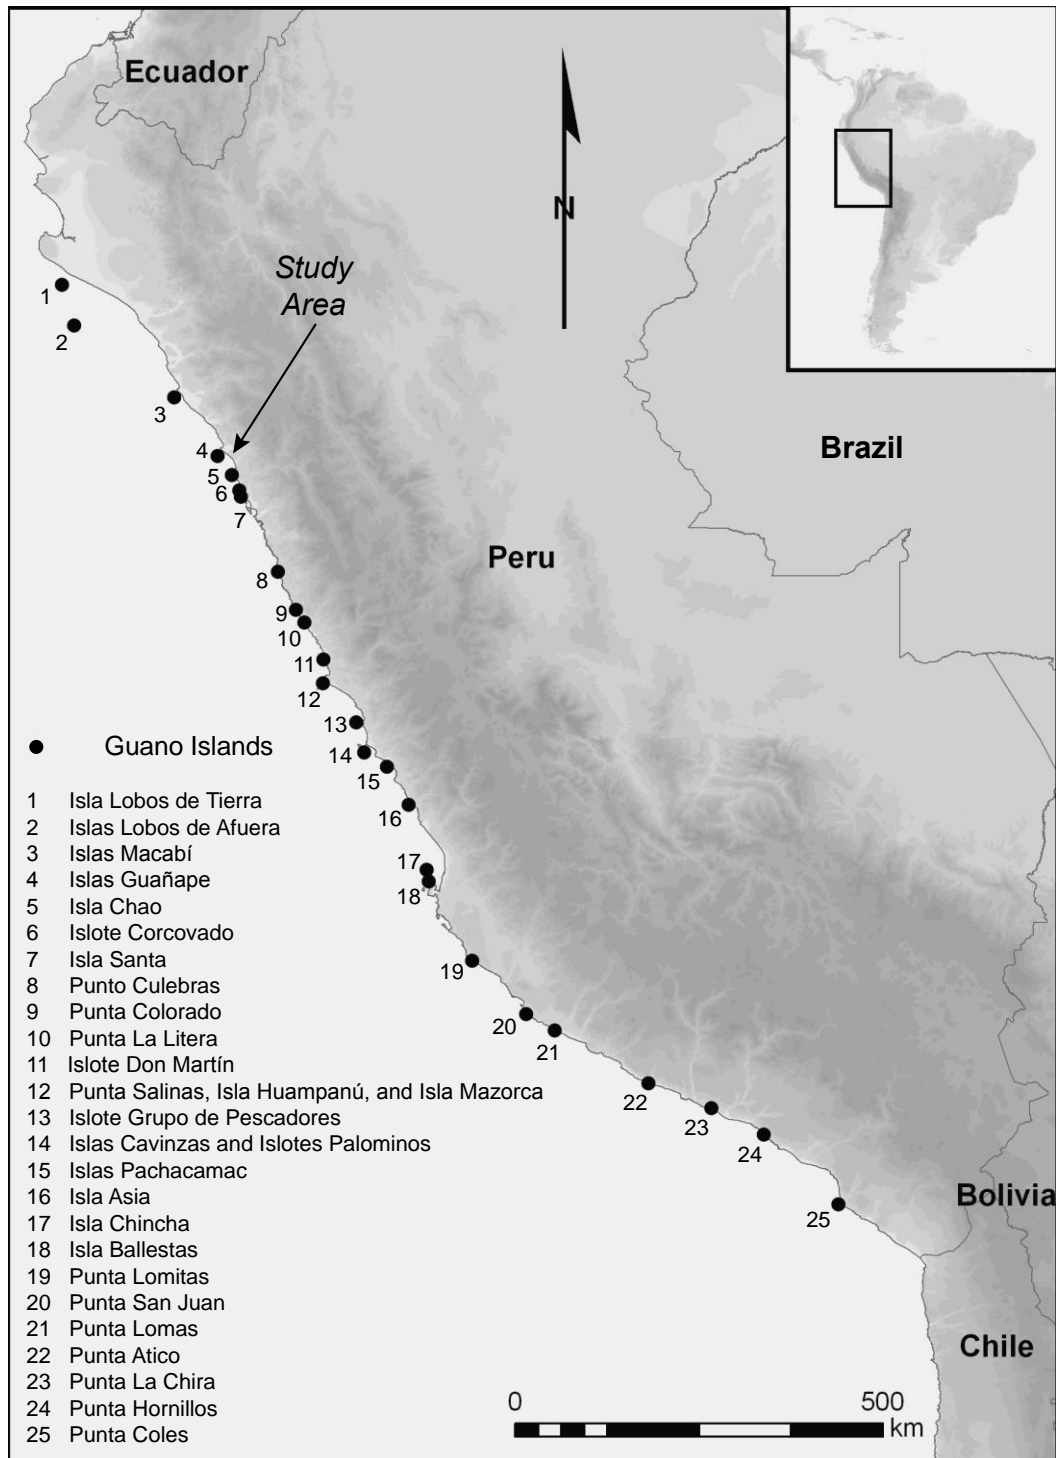 Ecuador
N
Study
Area
1
2
3
4
5
6
7
Brazil
Peru
8
9
10
11
12
13
14
15
16
17
18
19
20
21
22
23
24
25
Bolivia
Chile
● Guano Islands
1 Isla Lobos de Tierra
2 Islas Lobos de Afuera
3 Islas Macabí
4 Islas Guañape
5 Isla Chao
6 Islote Corcovado
7 Isla Santa
8 Punto Culebras
9 Punta Colorado
10 Punta La Litera
11 Islote Don Martín
12 Punta Salinas, Isla Huampanú, and Isla Mazorca
13 Islote Grupo de Pescadores
14 Islas Cavinzas and Islotes Palominos
15 Islas Pachacamac
16 Isla Asia
17 Isla Chincha
18 Isla Ballestas
19 Punta Lomitas
20 Punta San Juan
21 Punta Lomas
22 Punta Atico
23 Punta La Chira
24 Punta Hornillos
25 Punta Coles
0 500
km